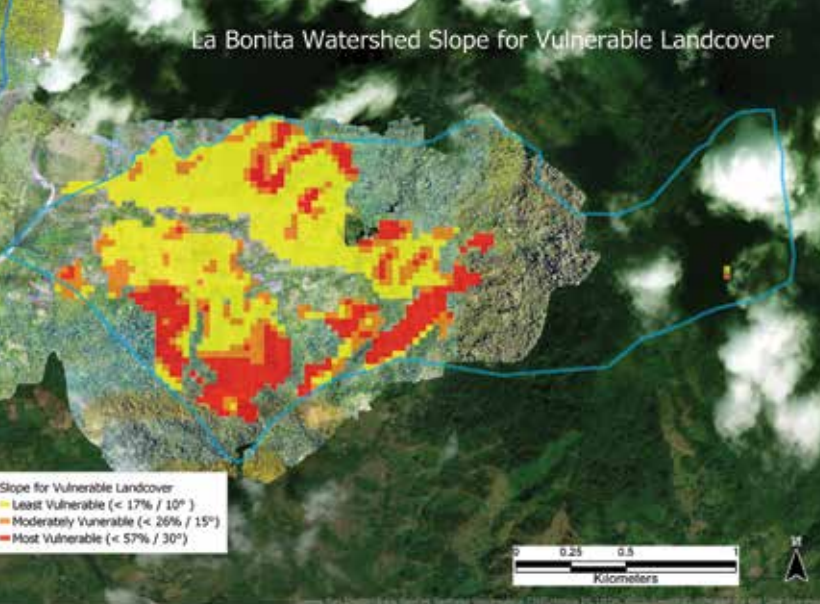 La Bonita Watershed Slope for Vulnerable Landcover
Slope for Vulnerable Landcover
Least Vulnerable (< 17% / 10° )
Moderately Vunerable (< 26% / 15°)
Most Vulnerable (< 57% / 30°)
0 0.25 0.5 1
Kilometers